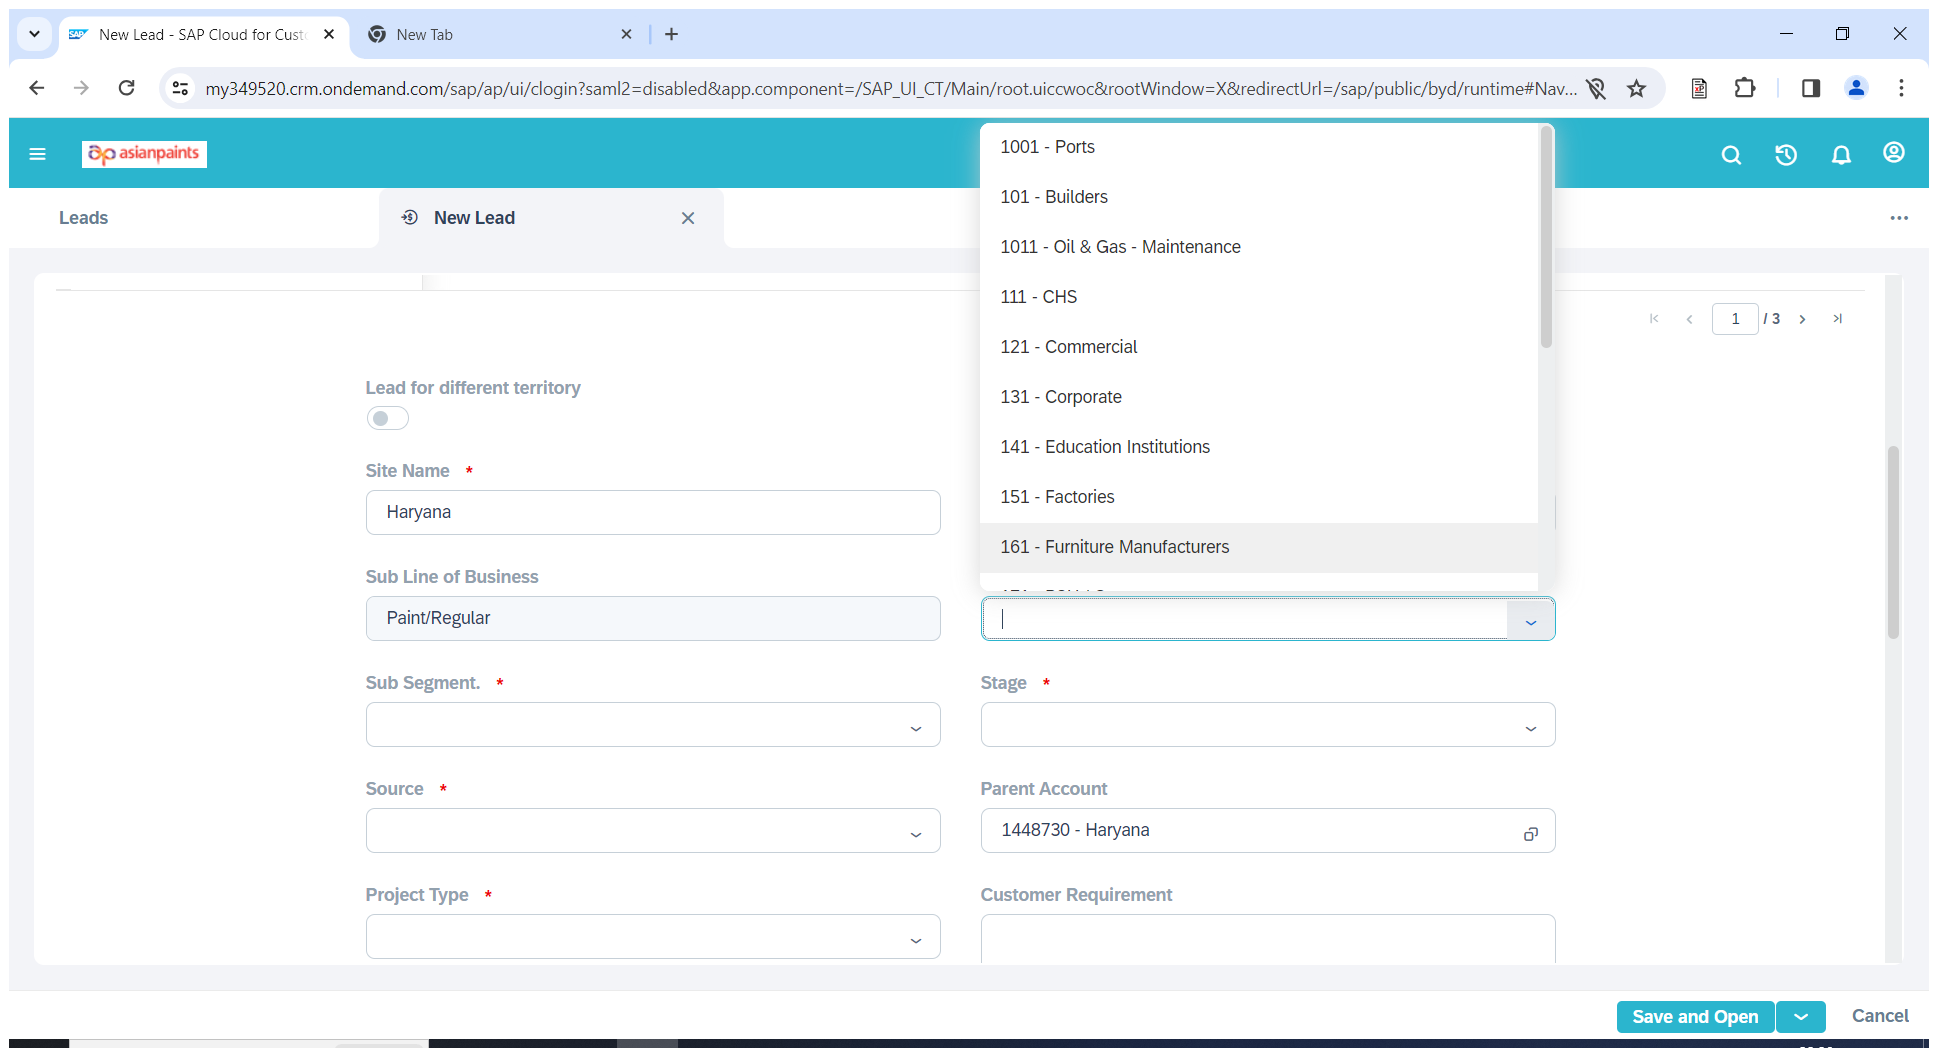 New Lead - SAP Cloud for Custo
New Tab
my349520.crm.ondemand.com/sap/ap/ui/clogin?saml2=disabled&app.component=/SAP_UI_CT/Main/root.uiccwoc&rootWindow=X&redirectUrl=/sap/public/byd/runtime#Nav...
asianpaints
Leads
New Lead
1001 - Ports
101 - Builders
1011 - Oil & Gas - Maintenance
111 - CHS
121 - Commercial
131 - Corporate
141 - Education Institutions
151 - Factories
161 - Furniture Manufacturers
1 / 3
Lead for different territory
Site Name *
Haryana
Sub Line of Business
Paint/Regular
Sub Segment. *
Stage *
Source *
Parent Account
1448730 - Haryana
Project Type *
Customer Requirement
Save and Open
Cancel